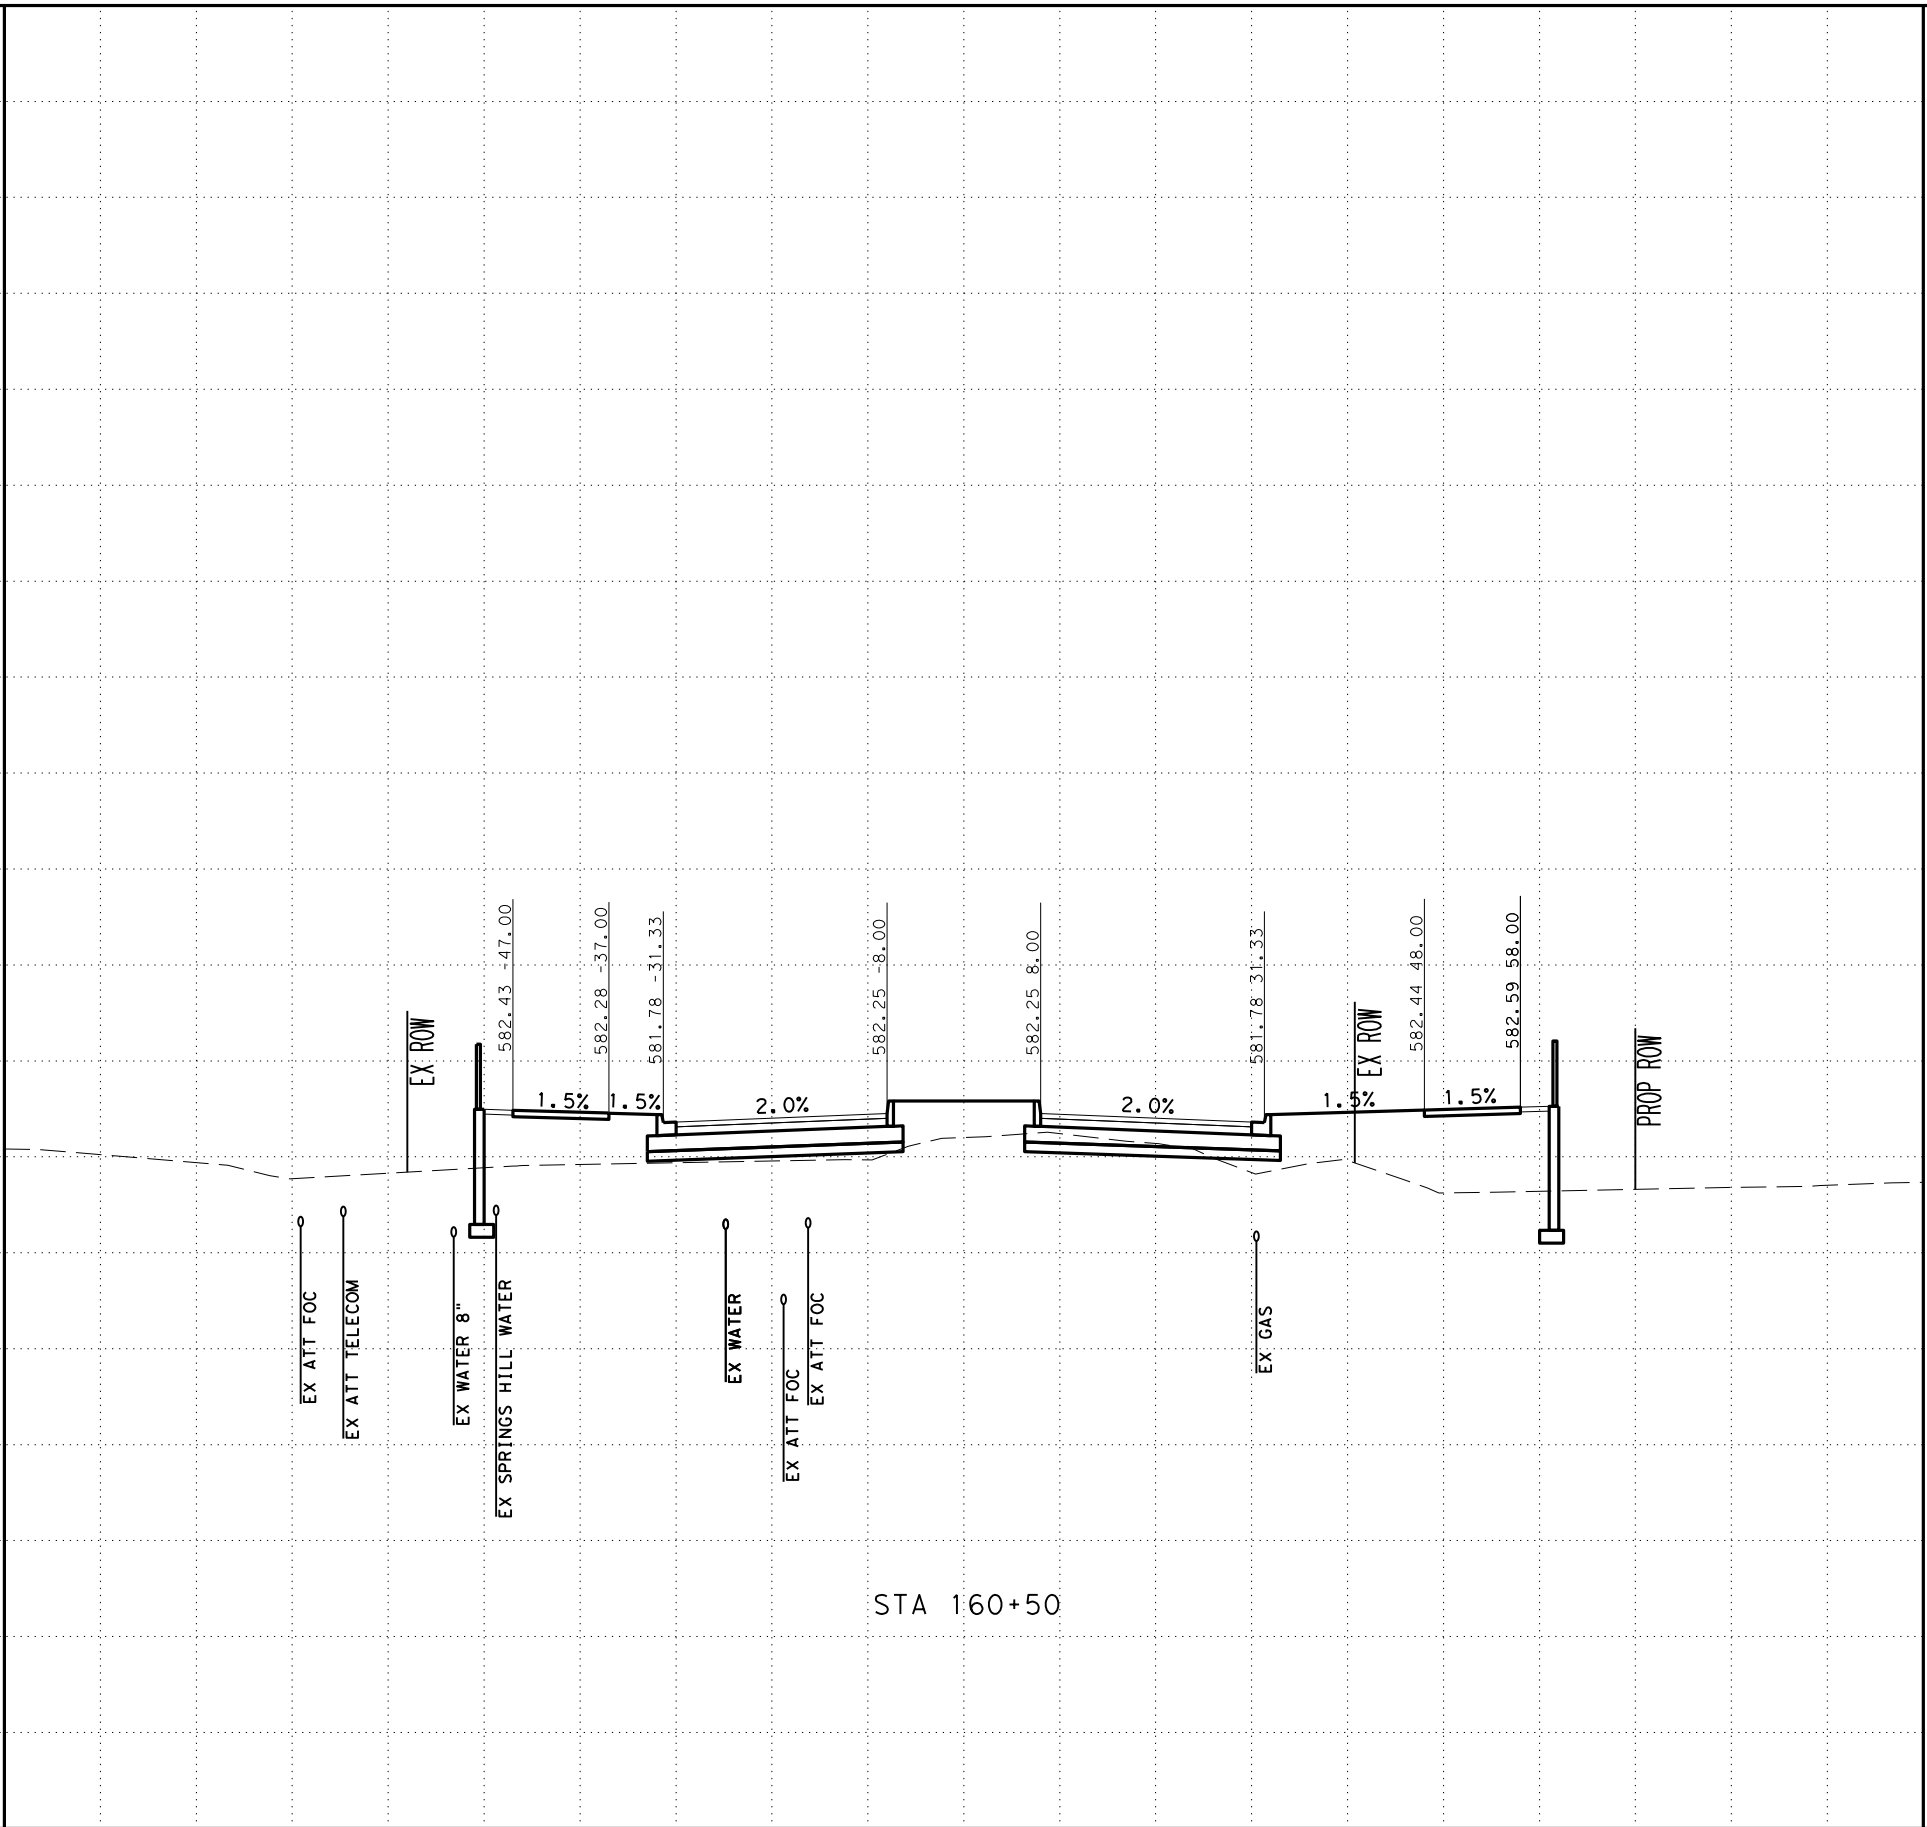 582.43 -47.00
582.28 -37.00
581.78 -31.33
582.25 -8.00
582.25 8.00
581.78 31.33
582.44 48.00
582.59 58.00
EX ROW
EX ROW
PROP ROW
1.5%
1.5%
2.0%
2.0%
1.5%
1.5%
EX ATT FOC
EX ATT TELECOM
EX WATER 8"
EX SPRINGS HILL WATER
EX WATER
EX ATT FOC
EX ATT FOC
EX GAS
STA 160+50